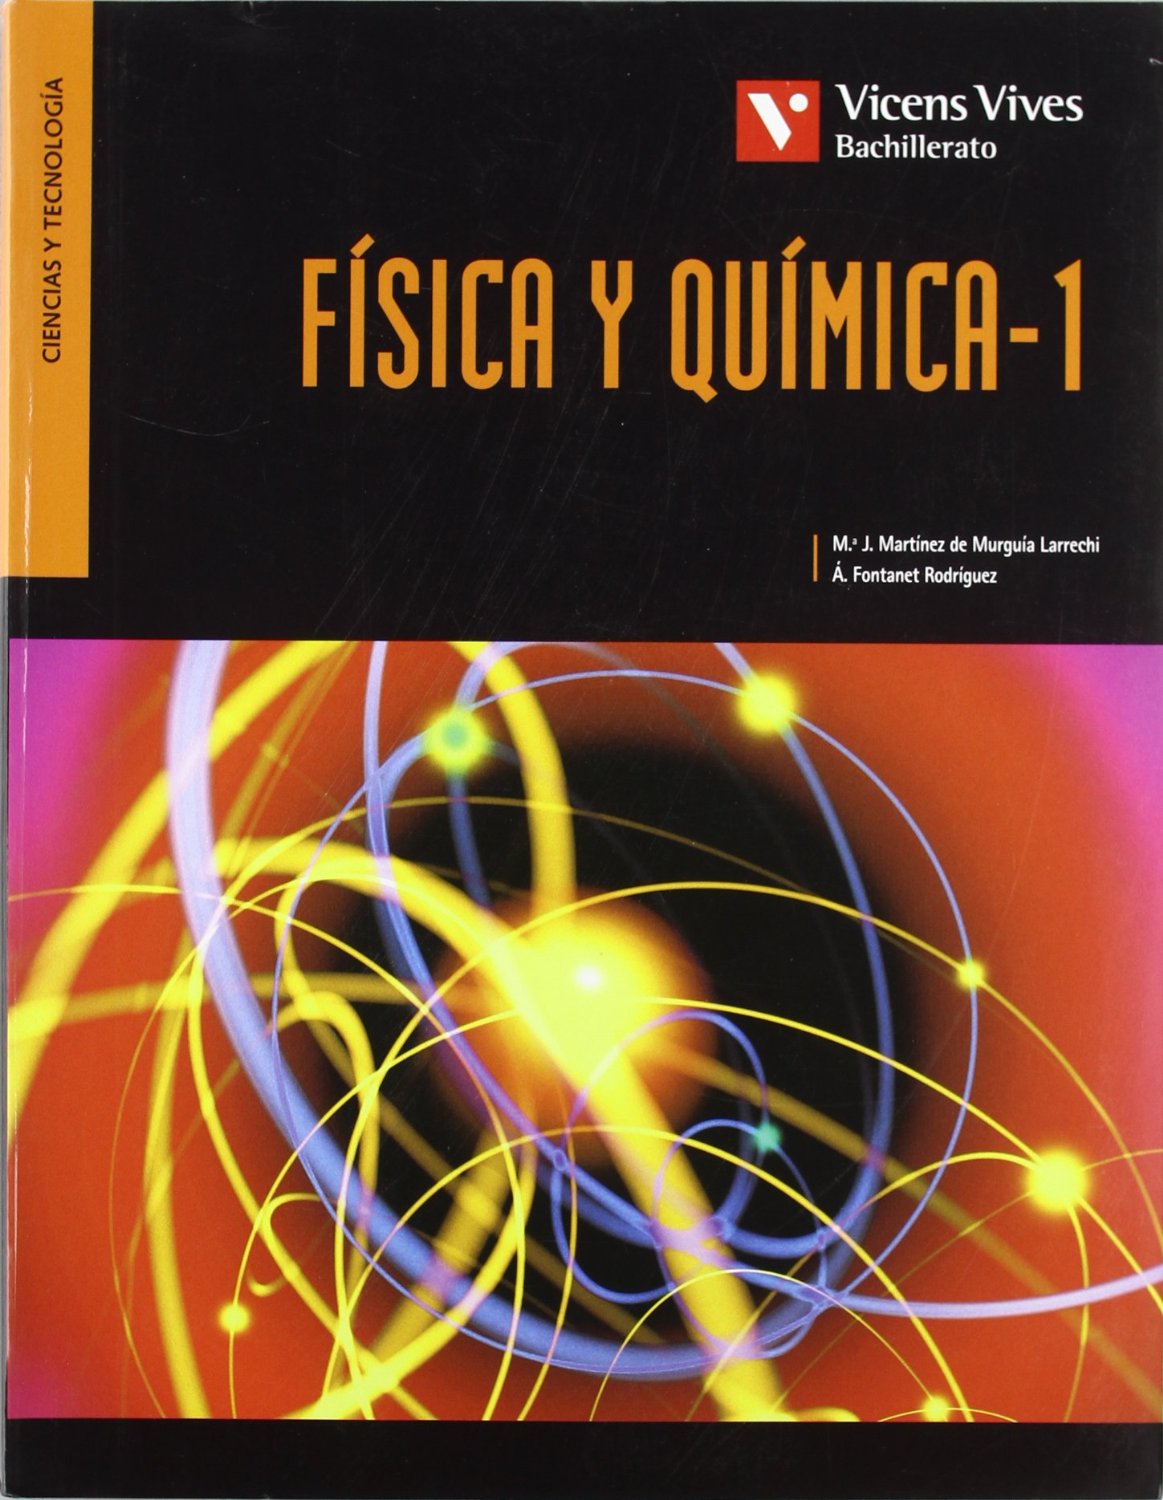 CIENCIAS Y TECNOLOGÍA
Vicens Vives
Bachillerato
FÍSICA Y QUÍMICA-1
M.ª J. Martínez de Murguía Larrechi
Á. Fontanet Rodríguez